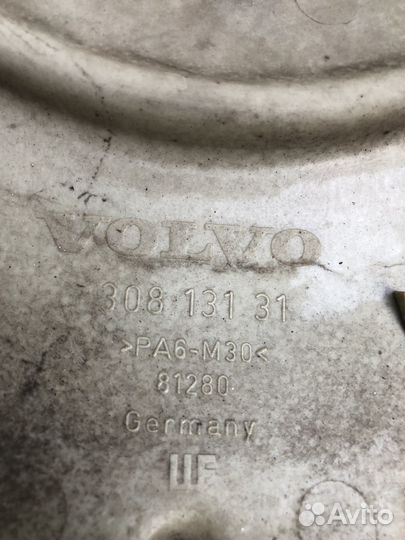 VOLVO
308 131 31
>PA6-M30<
81280
Germany
IIF
Avito